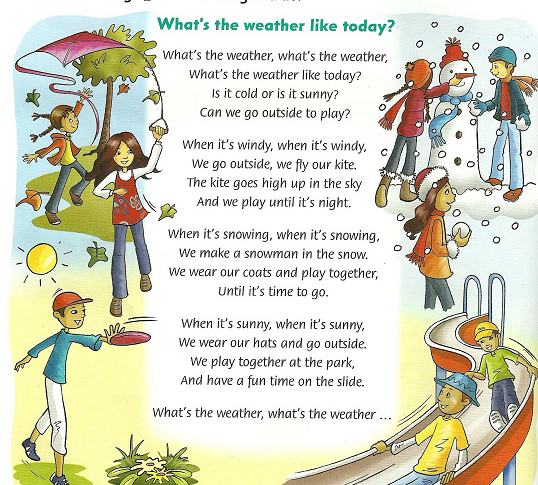 What's the weather like today?
What's the weather, what's the weather,
What's the weather like today?
Is it cold or is it sunny?
Can we go outside to play?
When it's windy, when it's windy,
We go outside, we fly our kite.
The kite goes high up in the sky
And we play until it's night.
When it's snowing, when it's snowing,
We make a snowman in the snow.
We wear our coats and play together,
Until it's time to go.
When it's sunny, when it's sunny,
We wear our hats and go outside.
We play together at the park,
And have a fun time on the slide.
What's the weather, what's the weather ...